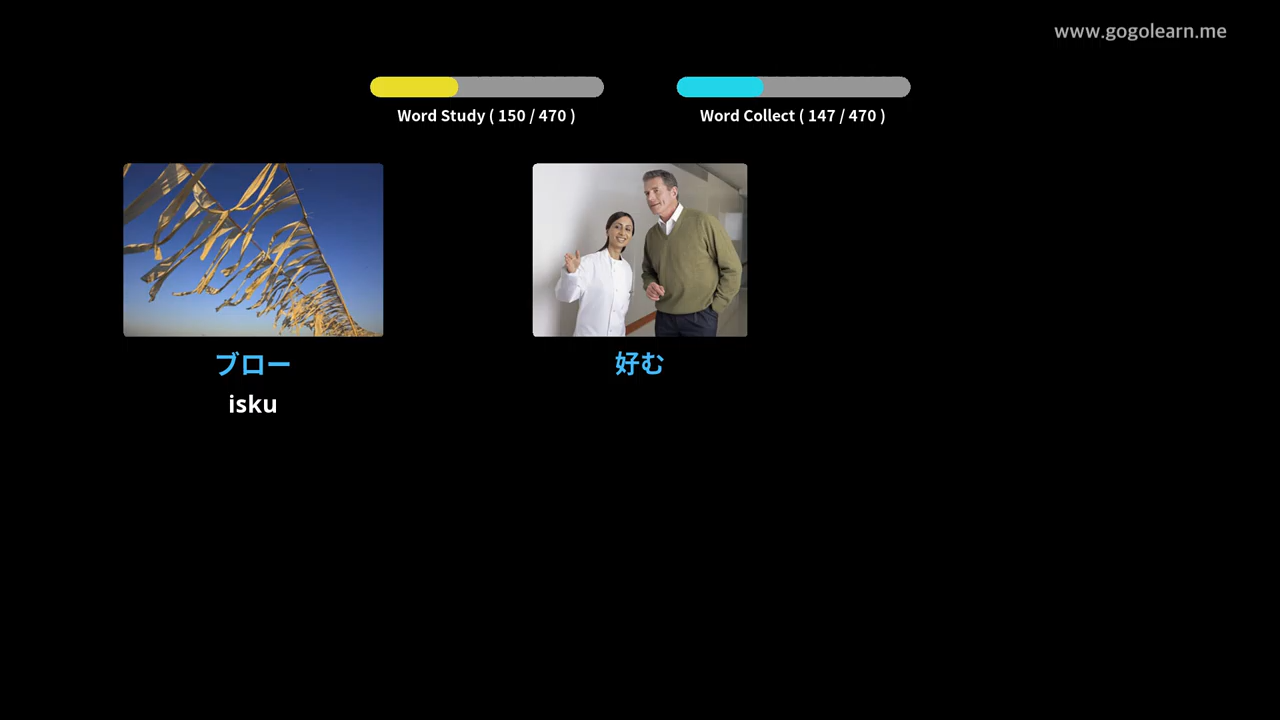 www.gogolearn.me
Word Study ( 150 / 470 )
Word Collect ( 147 / 470 )
ブロー
isku
好む